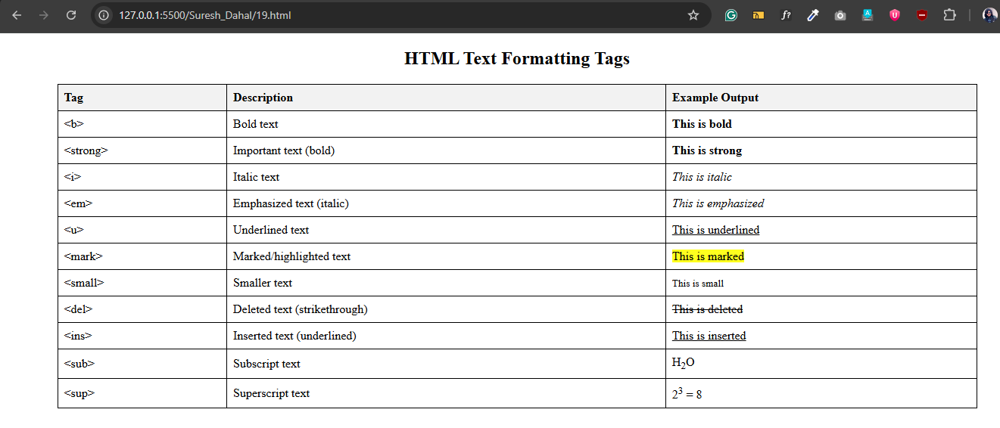 127.0.0.1:5500/Suresh_Dahal/19.html
HTML Text Formatting Tags
Tag Description Example Output
<b> Bold text This is bold
<strong> Important text (bold) This is strong
<i> Italic text This is italic
<em> Emphasized text (italic) This is emphasized
<u> Underlined text This is underlined
<mark> Marked/highlighted text This is marked
<small> Smaller text This is small
<del> Deleted text (strikethrough) This is deleted
<ins> Inserted text (underlined) This is inserted
<sub> Subscript text H₂O
<sup> Superscript text 2³ = 8